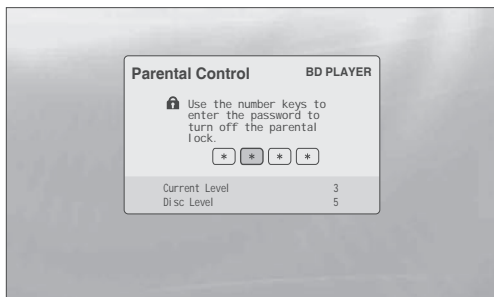 Parental Control BD PLAYER
Use the number keys to
enter the password to
turn off the parental
lock.
* * * *
Current Level 3
Disc Level 5